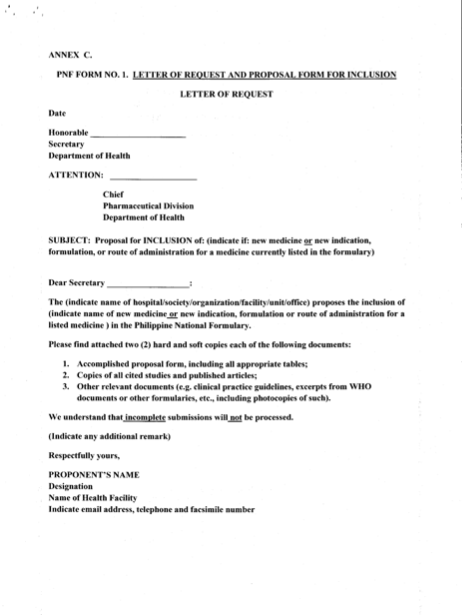 ANNEX C.
PNF FORM NO. 1. LETTER OF REQUEST AND PROPOSAL FORM FOR INCLUSION
LETTER OF REQUEST
Date
Honorable ___________________
Secretary
Department of Health
ATTENTION: _________________
Chief
Pharmaceutical Division
Department of Health
SUBJECT: Proposal for INCLUSION of: (indicate if: new medicine or new indication,
formulation, or route of administration for a medicine currently listed in the formulary)
Dear Secretary ________________:
The (indicate name of hospital/society/organization/facility/unit/office) proposes the inclusion of
(indicate name of new medicine or new indication, formulation or route of administration for a
listed medicine ) in the Philippine National Formulary.
Please find attached two (2) hard and soft copies each of the following documents:
1. Accomplished proposal form, including all appropriate tables;
2. Copies of all cited studies and published articles;
3. Other relevant documents (e.g. clinical practice guidelines, excerpts from WHO
documents or other formularies, etc., including photocopies of such).
We understand that incomplete submissions will not be processed.
(Indicate any additional remark)
Respectfully yours,
PROPONENT'S NAME
Designation
Name of Health Facility
Indicate email address, telephone and facsimile number